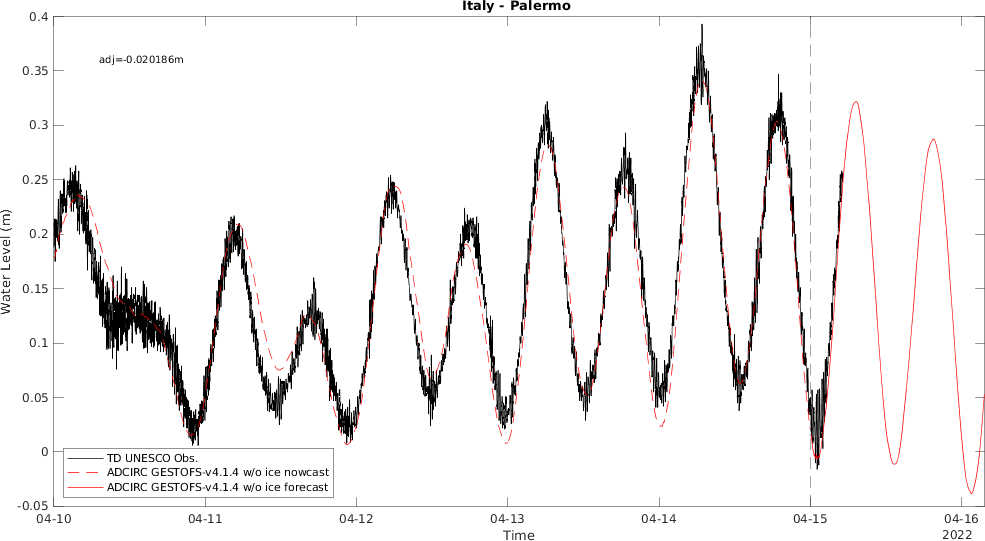 Italy - Palermo
0.4
0.35
0.3
0.25
0.2
0.15
0.1
0.05
0
-0.05
Water Level (m)
adj=-0.020186m
TD UNESCO Obs.
ADCIRC GESTOFS-v4.1.4 w/o ice nowcast
ADCIRC GESTOFS-v4.1.4 w/o ice forecast
04-10 04-11 04-12 04-13 04-14 04-15 04-16
Time
2022